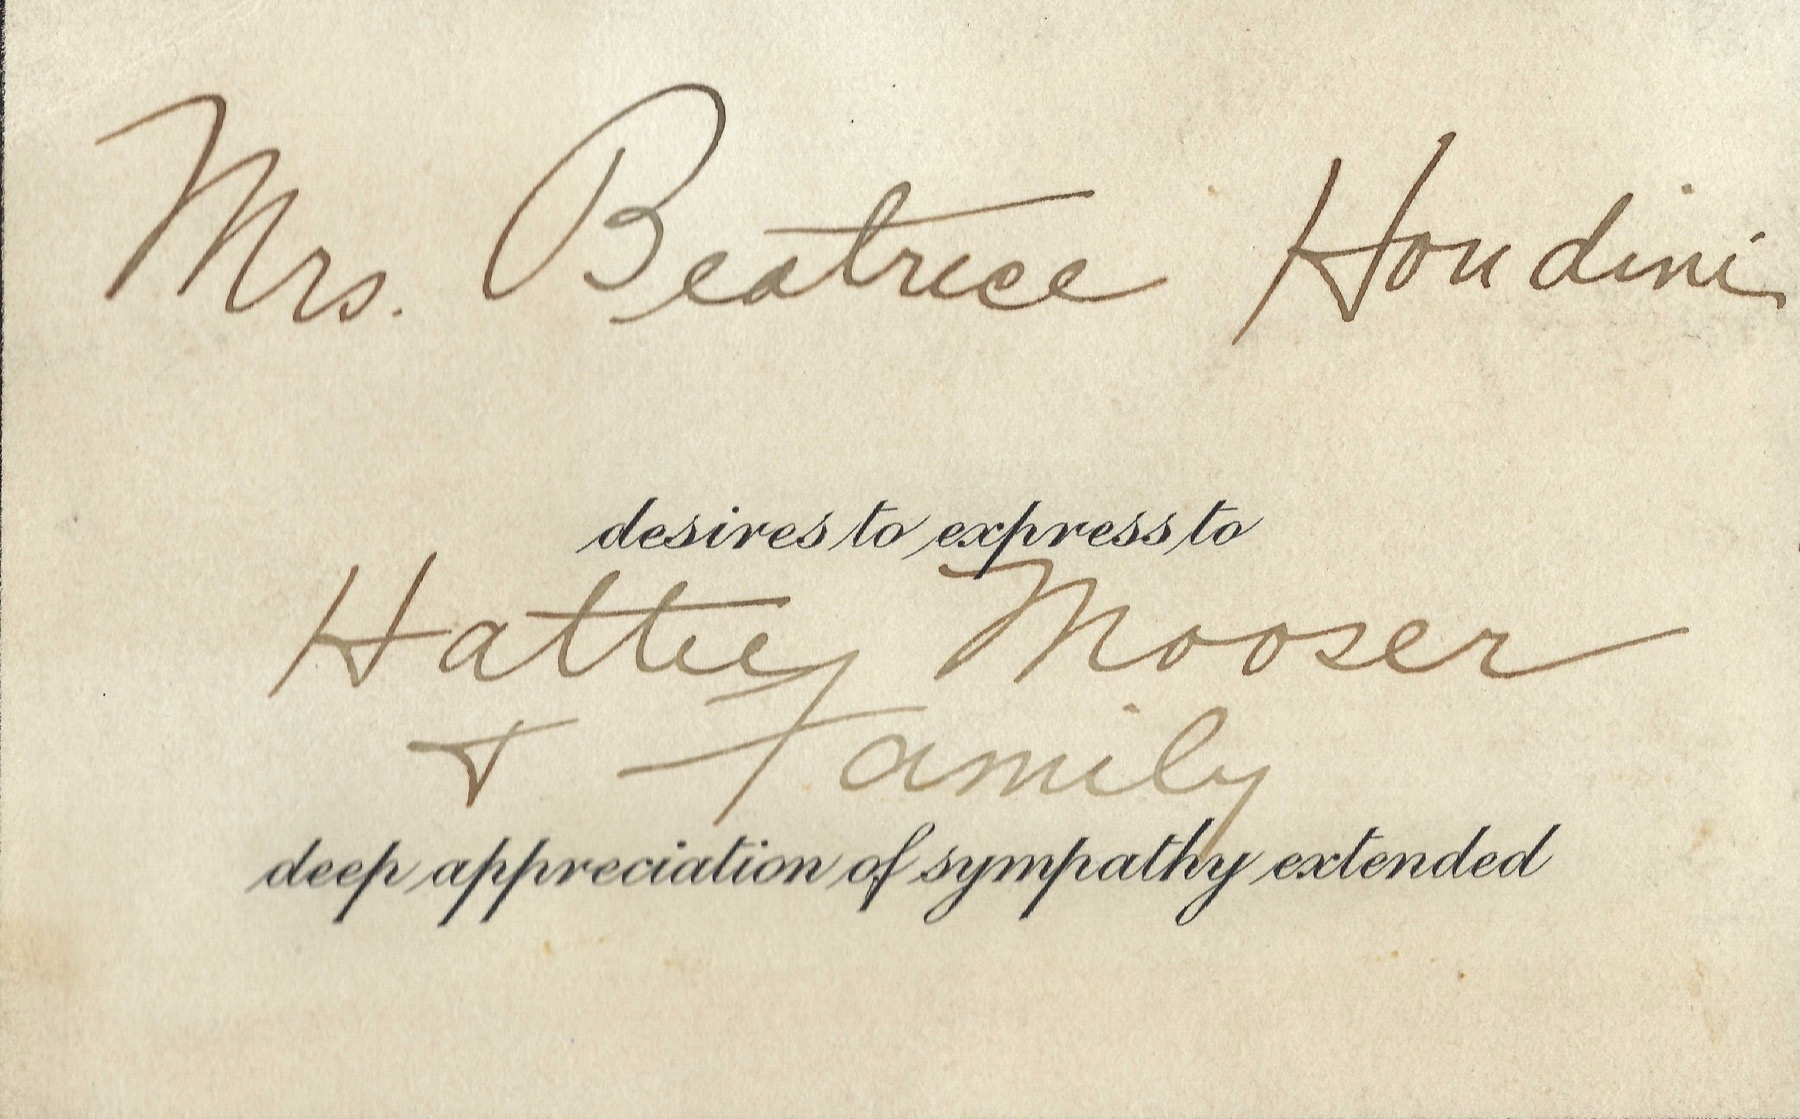 Mrs. Beatrice Houdini
desires to express to
Hattie Mooser
& Family
deep appreciation of sympathy extended